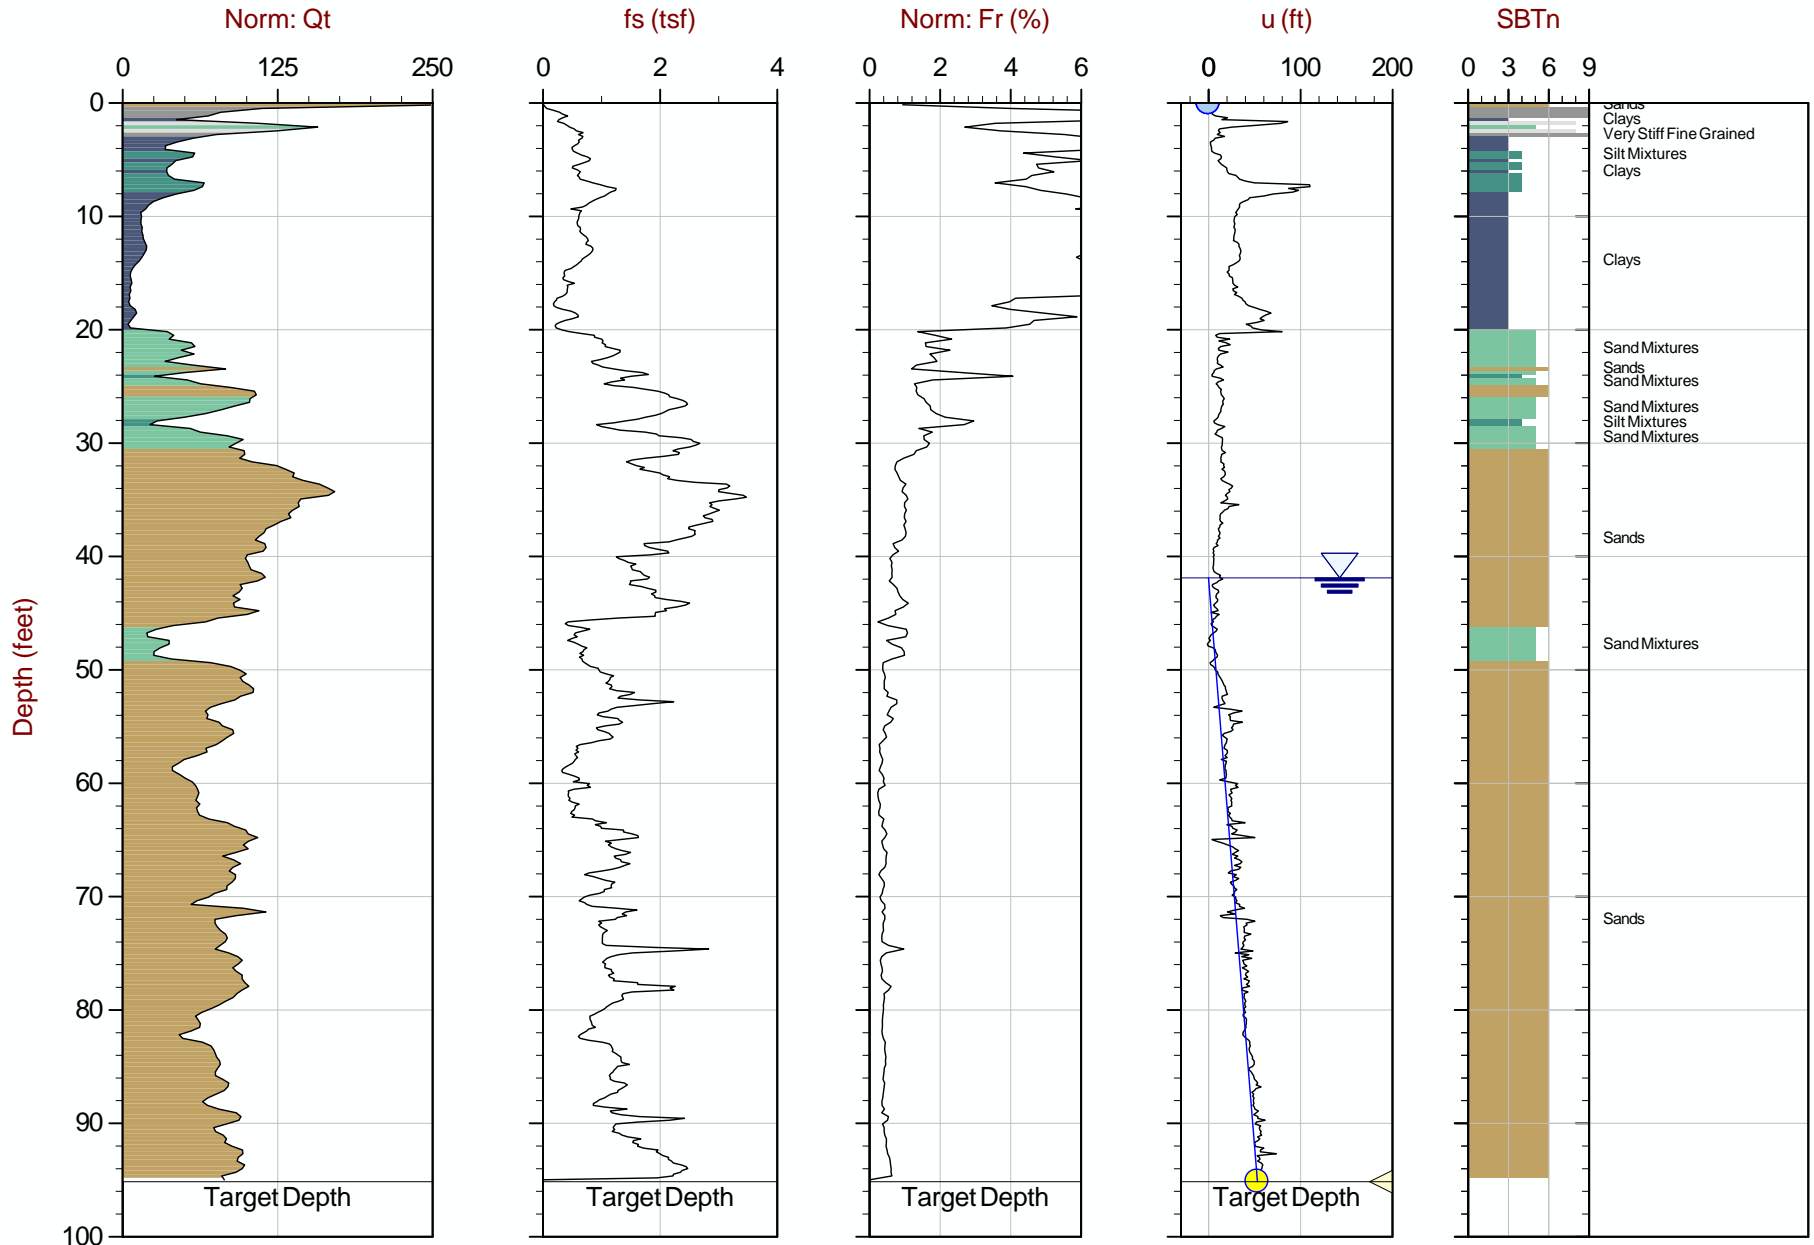 Norm: Qt fs (tsf) Norm: Fr (%) u (ft) SBTn
0 125 250 0 2 4 0 2 4 6 0 100 200 0 3 6 9
0
Sands
Clays
Very Stiff Fine Grained
Silt Mixtures
Clays
10
Clays
20
Sand Mixtures
Sands
Sand Mixtures
Sand Mixtures
Silt Mixtures
Sand Mixtures
30
Sands
40
Sand Mixtures
50
60
Depth (feet)
70
Sands
80
90
Target Depth Target Depth Target Depth Target Depth
100